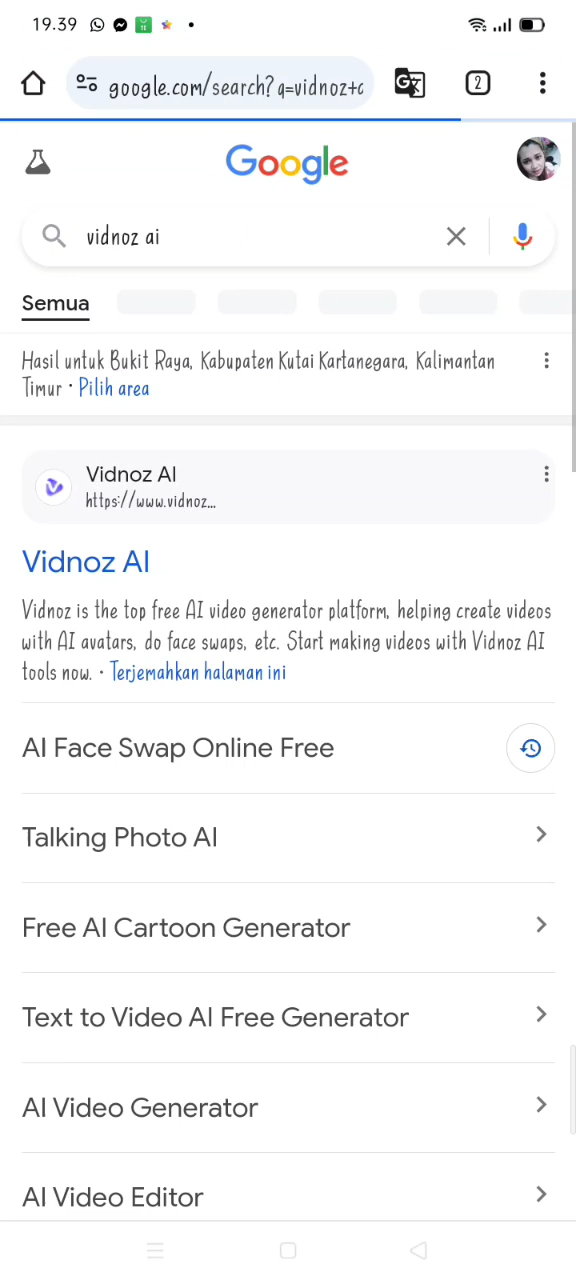 19.39
google.com/search?q=vidnoz+c
2
Google
vidnoz ai
Semua
Hasil untuk Bukit Raya, Kabupaten Kutai Kartanegara, Kalimantan
Timur · Pilih area
Vidnoz AI
https://www.vidnoz...
Vidnoz AI
Vidnoz is the top free AI video generator platform, helping create videos
with AI avatars, do face swaps, etc. Start making videos with Vidnoz AI
tools now. · Terjemahkan halaman ini
AI Face Swap Online Free
Talking Photo AI
Free AI Cartoon Generator
Text to Video AI Free Generator
AI Video Generator
AI Video Editor